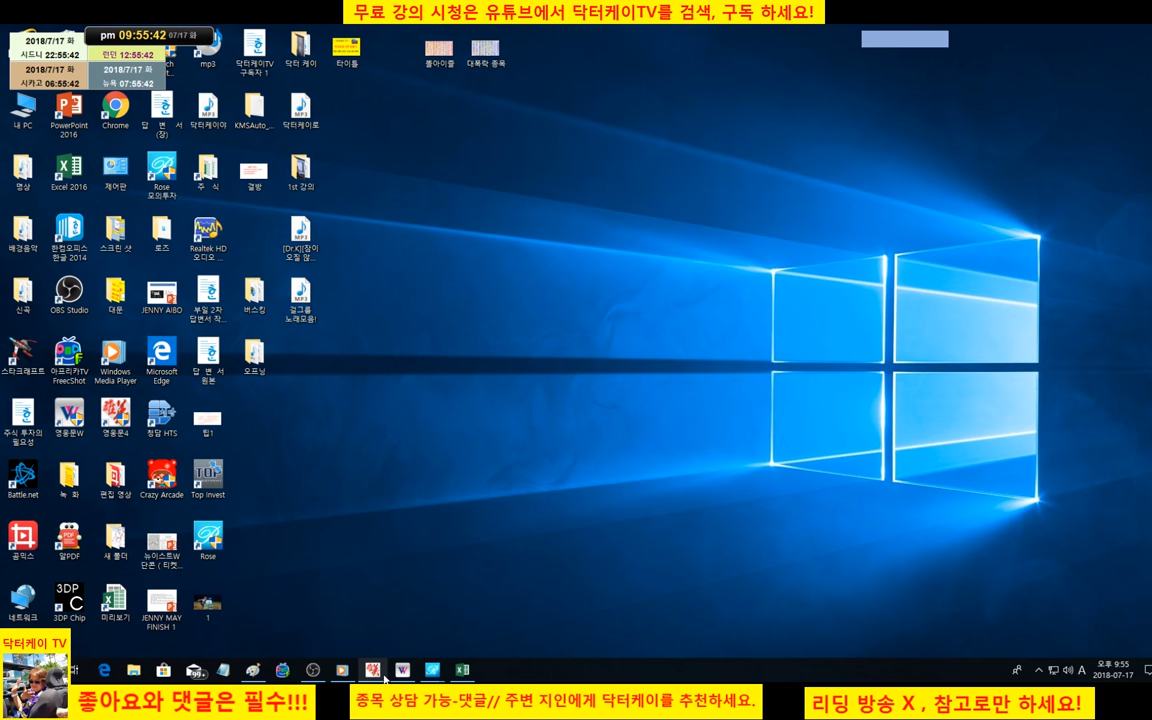 무료 강의 시청은 유튜브에서 닥터케이TV를 검색, 구독 하세요!
2018/7/17 화
시드니 22:55:42
pm 09:55:42 07/17 화
런던 12:55:42
2018/7/17 화
시카고 06:55:42
2018/7/17 화
뉴욕 07:55:42
mp3
닥터케이TV
구독자 1
닥터 케이
타이틀
폴아이즐
대폭락 종목
내 PC
PowerPoint
2016
Chrome
답 변 서
(장)
닥터케이야
KMSAuto_...
닥터케이로
명상
Excel 2016
제어판
Rose
모의투자
주 식
결방
1st 강의
배경음악
한컴오피스
한글 2014
스크린 샷
로즈
Realtek HD
오디오 ...
[Dr.K][잠이
오질 않...
신곡
OBS Studio
대문
JENNY AIBO
부일 2자
답변서 작...
버스킹
걸그룹
노래모음!
스타크래프트
아프리카TV
FreecShot
Windows
Media Player
Microsoft
Edge
답 변 서
원본
오프닝
주식 투자의
필요성
영웅문W
영웅문4
청담 HTS
팁1
Battle.net
녹 화
편집 영상
Crazy Arcade
Top Invest
곰믹스
알PDF
새 폴더
뉴이스트W
단콘 ( 티켓...
Rose
네트워크
3DP Chip
미리보기
JENNY MAY
FINISH 1
1
닥터케이 TV
99+
A
오후 9:55
2018-07-17
좋아요와 댓글은 필수!!!
종목 상담 가능-댓글// 주변 지인에게 닥터케이를 추천하세요.
리딩 방송 X , 참고로만 하세요!